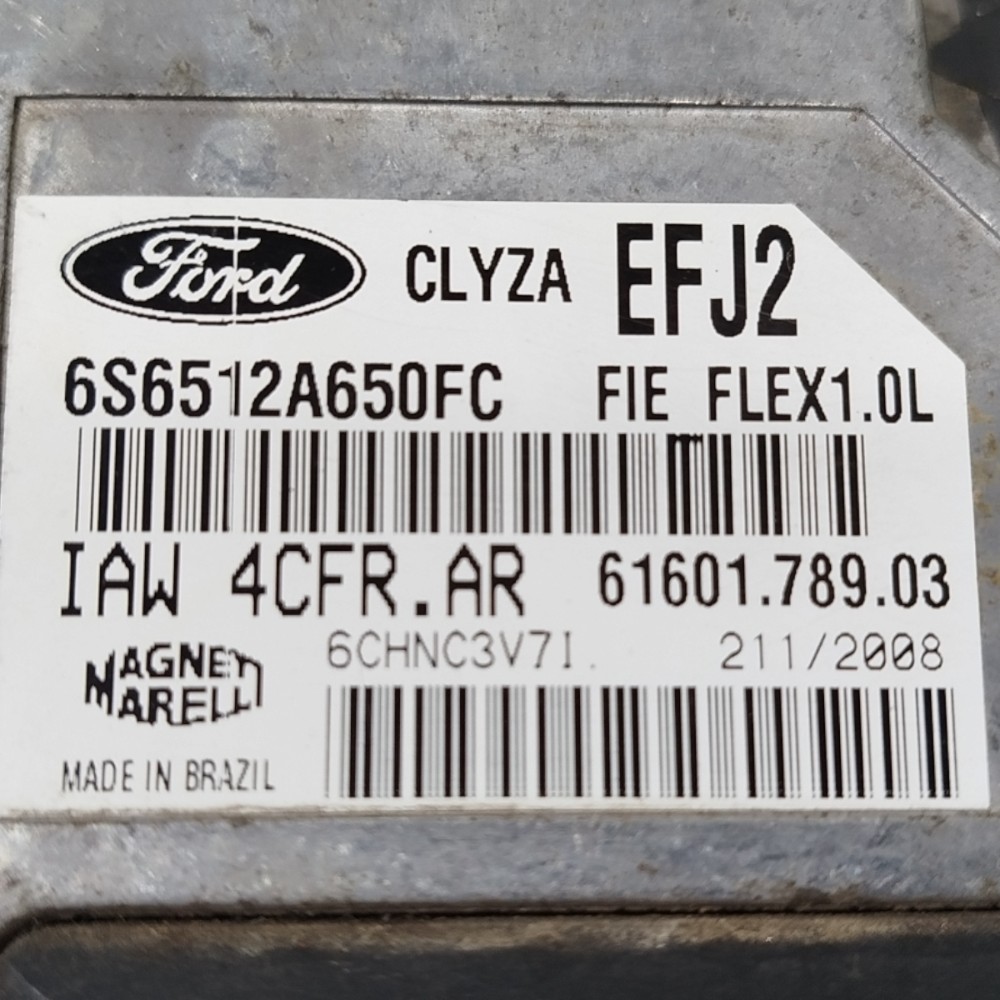 Ford CLYZA EFJ2
6S6512A650FC FIE FLEX1.0L
IAW 4CFR.AR 61601.789.03
6CHNC3V7I. 211/2008
MAGNETI
MARELLI
MADE IN BRAZIL